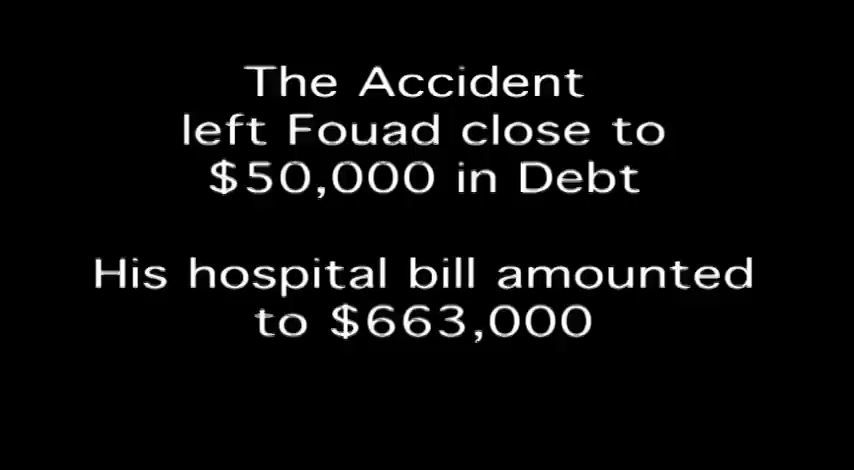 The Accident
left Fouad close to
$50,000 in Debt
His hospital bill amounted
to $663,000